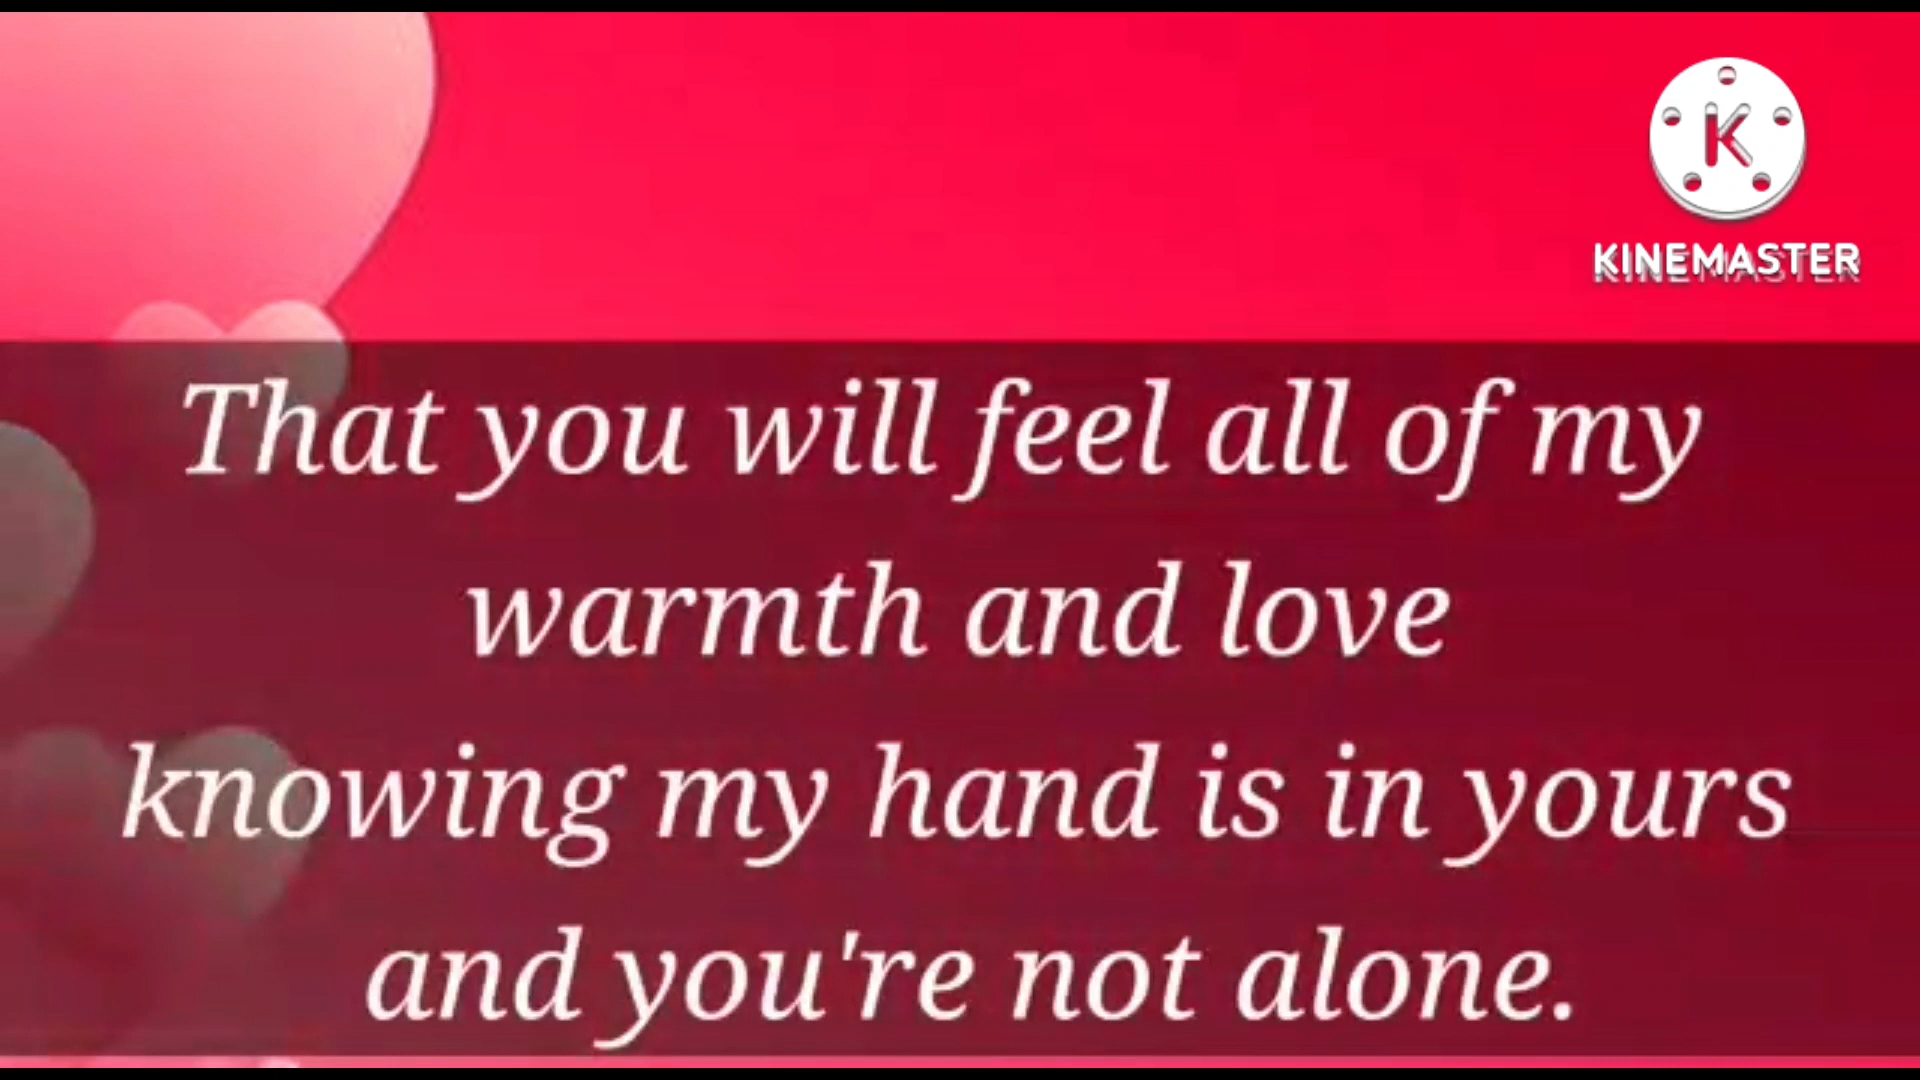 K
KINEMASTER
That you will feel all of my
warmth and love
knowing my hand is in yours
and you're not alone.